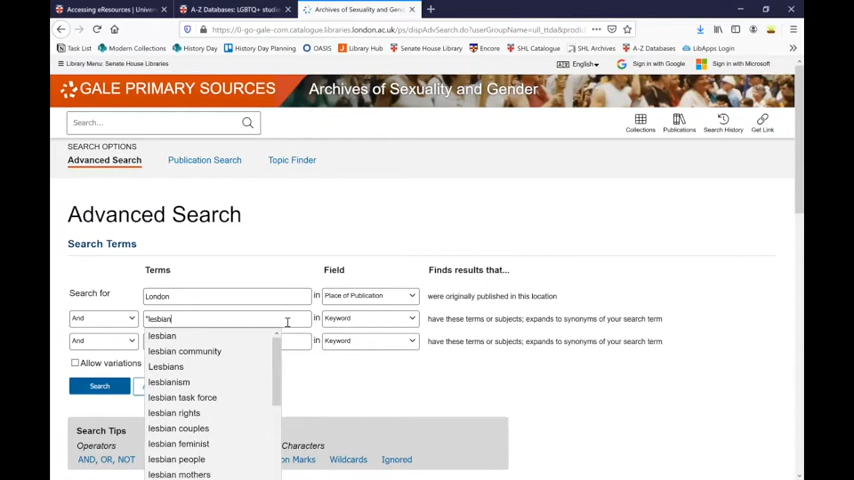 Accessing eResources | Univers
A-Z Databases: LGBTQ+ studie
Archives of Sexuality and Gen
https://0-go-gale-com.catalogue.libraries.london.ac.uk/ps/dispAdvSearch.do?userGroupName=ull_ttda&prodI
Task List
Modern Collections
History Day
History Day Planning
OASIS
Library Hub
Senate House Library
Encore
SHL Catalogue
SHL Archives
A-Z Databases
LibApps Login
Library Menu: Senate House Libraries
English
Sign in with Google
Sign in with Microsoft
GALE PRIMARY SOURCES
Archives of Sexuality and Gender
Search...
Collections
Publications
Search History
Get Link
SEARCH OPTIONS
Advanced Search
Publication Search
Topic Finder
Advanced Search
Search Terms
Terms
Field
Finds results that...
Search for
London
in
Place of Publication
were originally published in this location
And
"lesbian
in
Keyword
have these terms or subjects; expands to synonyms of your search term
And
in
Keyword
have these terms or subjects; expands to synonyms of your search term
Allow variations
Search
lesbian
lesbian community
Lesbians
lesbianism
lesbian task force
lesbian rights
lesbian couples
lesbian feminist
lesbian people
lesbian mothers
Search Tips
Operators
Characters
AND, OR, NOT
on Marks
Wildcards
Ignored